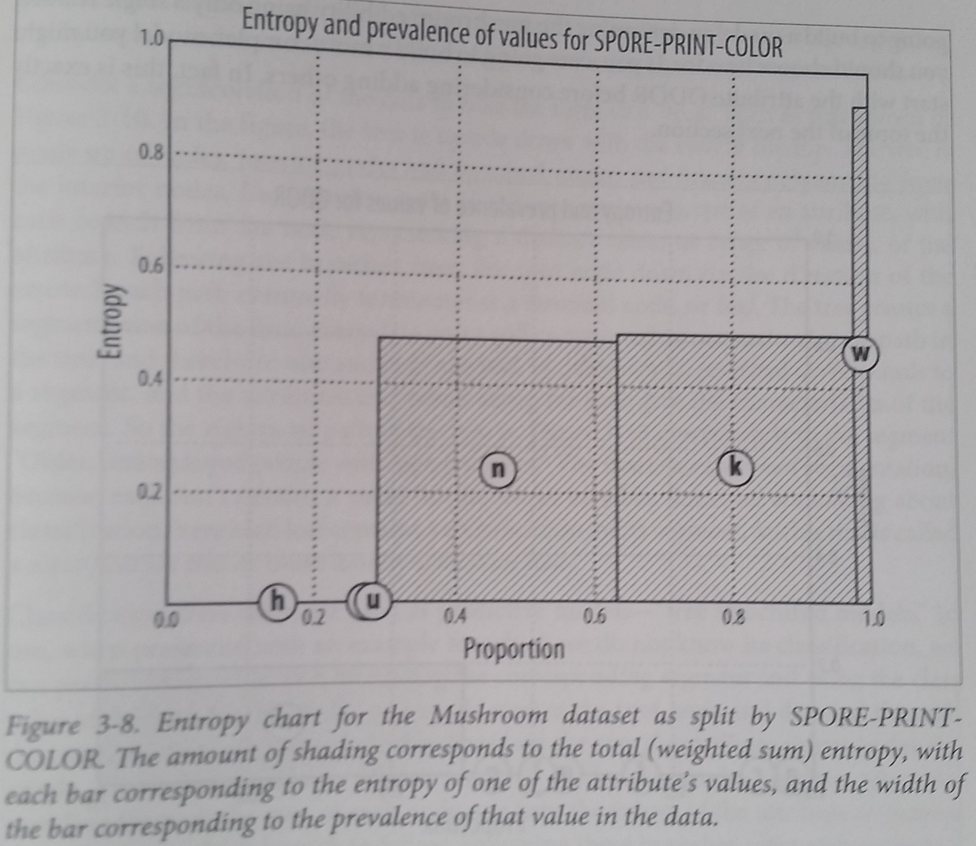 Entropy and prevalence of values for SPORE-PRINT-COLOR
1.0
0.8
0.6
0.4
0.2
Entropy
w
n
k
h
u
0.0 0.2 0.4 0.6 0.8 1.0
Proportion
Figure 3-8. Entropy chart for the Mushroom dataset as split by SPORE-PRINT-
COLOR. The amount of shading corresponds to the total (weighted sum) entropy, with
each bar corresponding to the entropy of one of the attribute's values, and the width of
the bar corresponding to the prevalence of that value in the data.